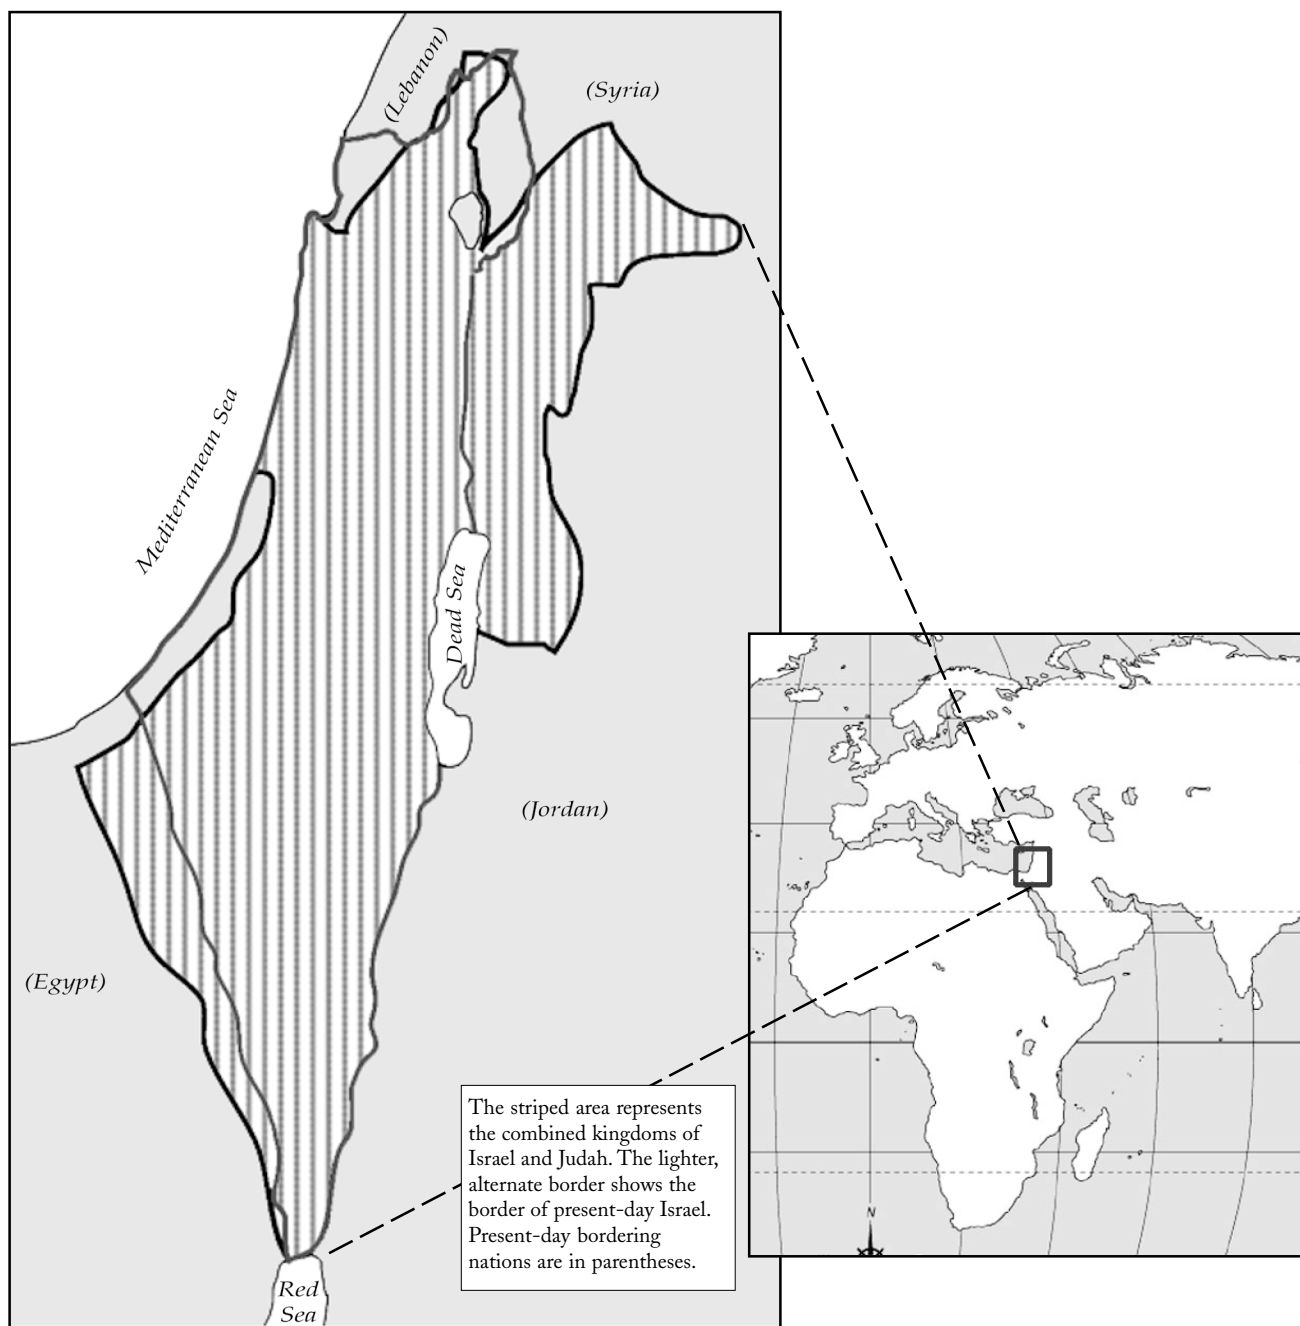 (Lebanon)
(Syria)
Mediterranean Sea
Dead Sea
(Jordan)
(Egypt)
The striped area represents
the combined kingdoms of
Israel and Judah. The lighter,
alternate border shows the
border of present-day Israel.
Present-day bordering
nations are in parentheses.
Red
Sea
N